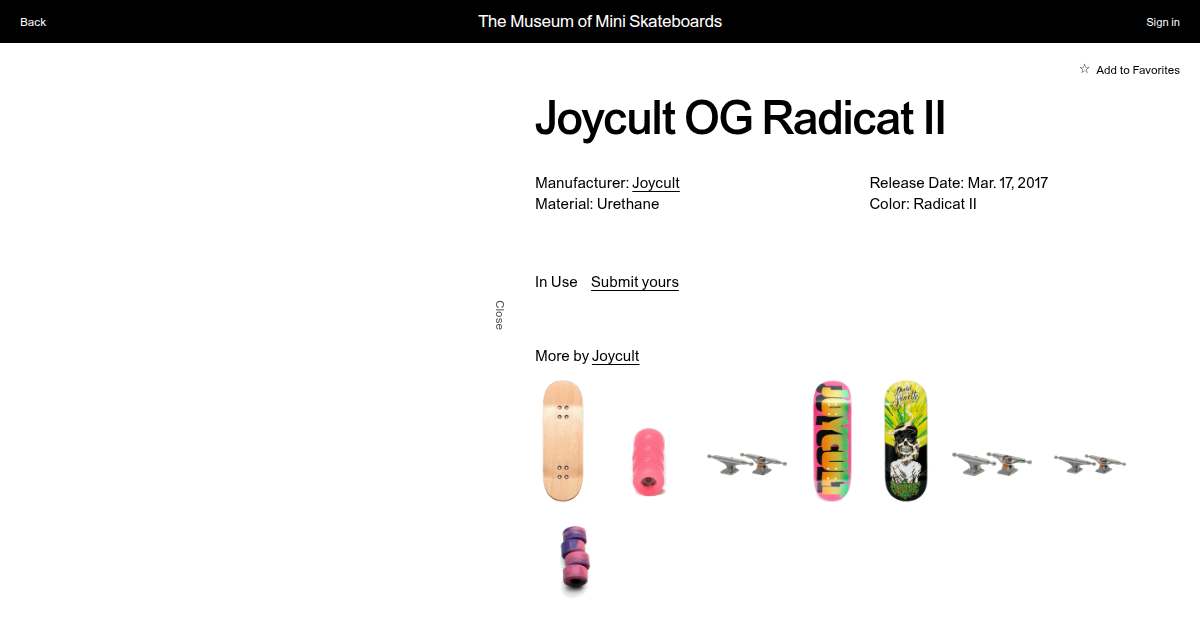 Back
The Museum of Mini Skateboards
Sign in
☆ Add to Favorites
Joycult OG Radicat II
Manufacturer: Joycult
Release Date: Mar. 17, 2017
Material: Urethane
Color: Radicat II
In Use Submit yours
Close
More by Joycult
JOYCULT